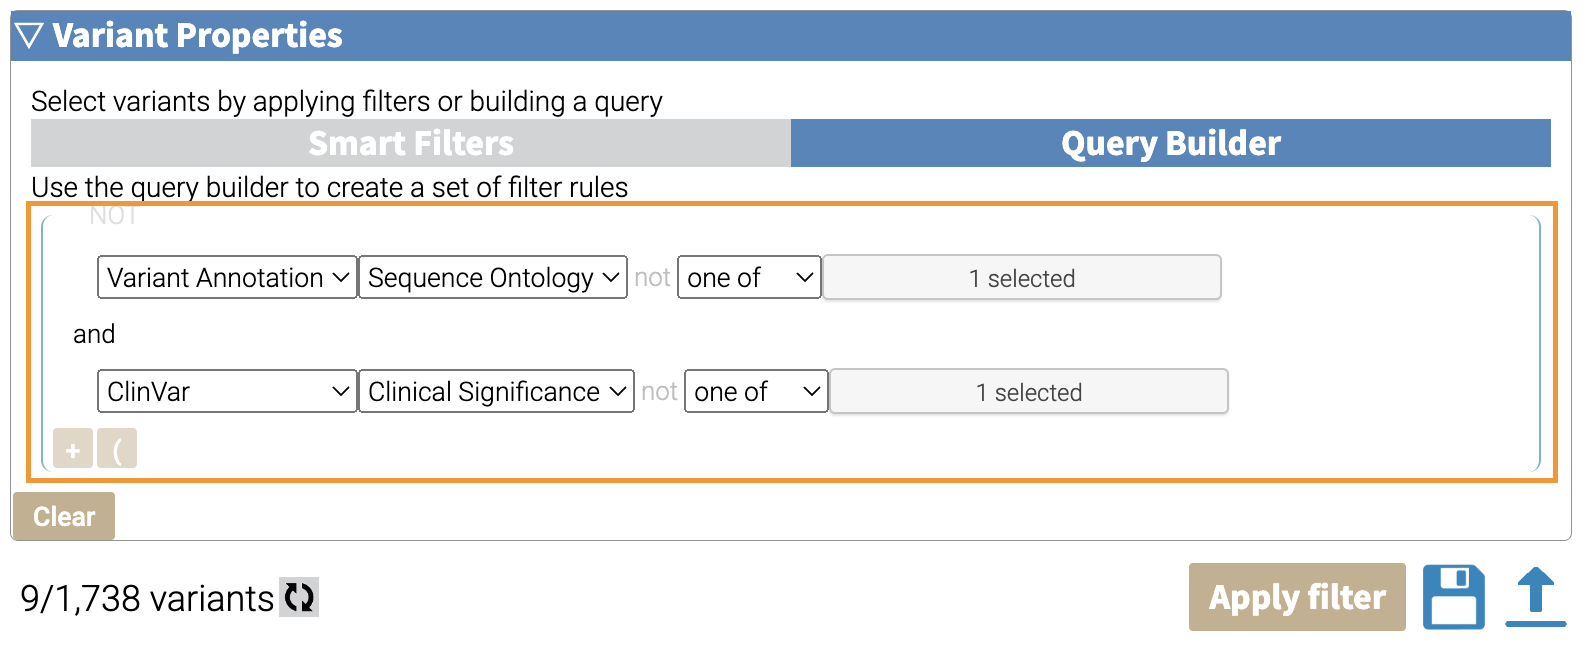 Variant Properties
Select variants by applying filters or building a query
Smart Filters Query Builder
Use the query builder to create a set of filter rules
NOT
Variant Annotation Sequence Ontology not one of 1 selected
and
ClinVar Clinical Significance not one of 1 selected
+ (
Clear
9/1,738 variants Apply filter